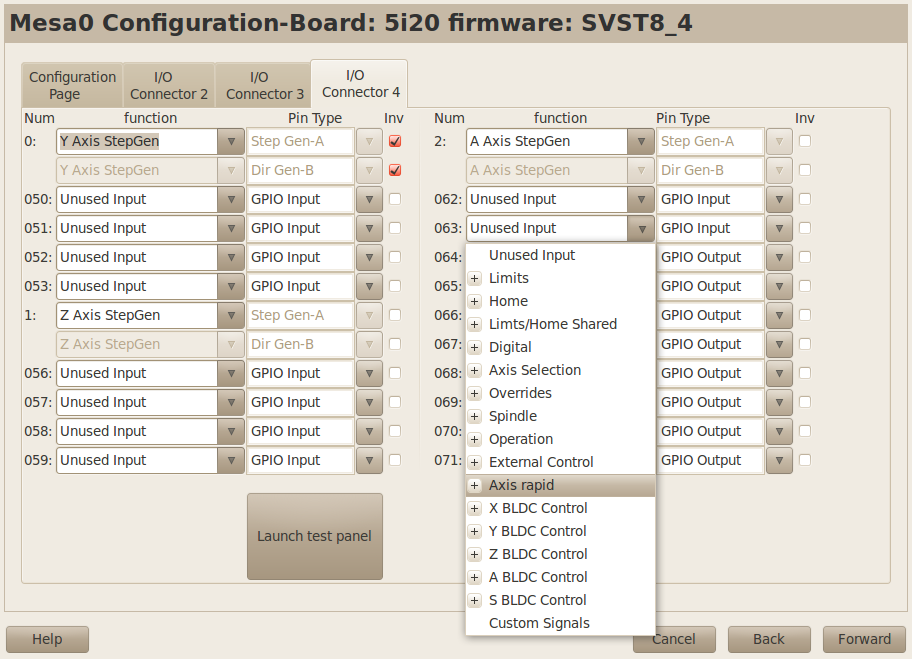 Mesa0 Configuration-Board: 5i20 firmware: SVST8_4
Configuration Page
I/O Connector 2
I/O Connector 3
I/O Connector 4
Num function Pin Type Inv
0: Y Axis StepGen Step Gen-A
Y Axis StepGen Dir Gen-B
050: Unused Input GPIO Input
051: Unused Input GPIO Input
052: Unused Input GPIO Input
053: Unused Input GPIO Input
1: Z Axis StepGen Step Gen-A
Z Axis StepGen Dir Gen-B
056: Unused Input GPIO Input
057: Unused Input GPIO Input
058: Unused Input GPIO Input
059: Unused Input GPIO Input
Launch test panel
Num function Pin Type Inv
2: A Axis StepGen Step Gen-A
A Axis StepGen Dir Gen-B
062: Unused Input GPIO Input
063: Unused Input GPIO Input
064: GPIO Output
065: GPIO Output
066: GPIO Output
067: GPIO Output
068: GPIO Output
069: GPIO Output
070: GPIO Output
071: GPIO Output
Unused Input
Limits
Home
Limts/Home Shared
Digital
Axis Selection
Overrides
Spindle
Operation
External Control
Axis rapid
X BLDC Control
Y BLDC Control
Z BLDC Control
A BLDC Control
S BLDC Control
Custom Signals
Help
Cancel
Back
Forward